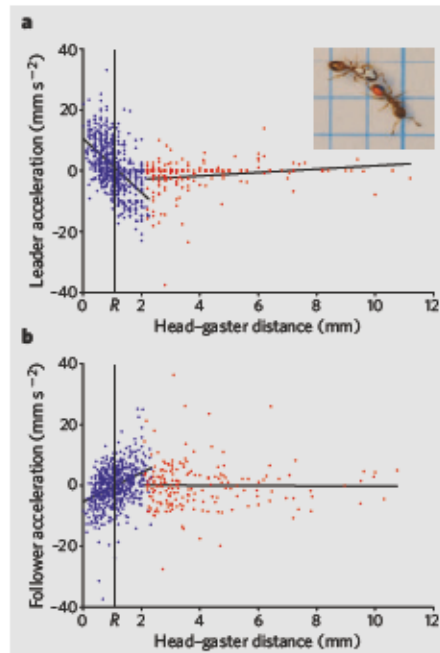 a
40
20
0
−20
−40
Leader acceleration (mm s−2)
0 R 2 4 6 8 10 12
Head–gaster distance (mm)
b
40
20
0
−20
−40
Follower acceleration (mm s−2)
0 R 2 4 6 8 10 12
Head–gaster distance (mm)